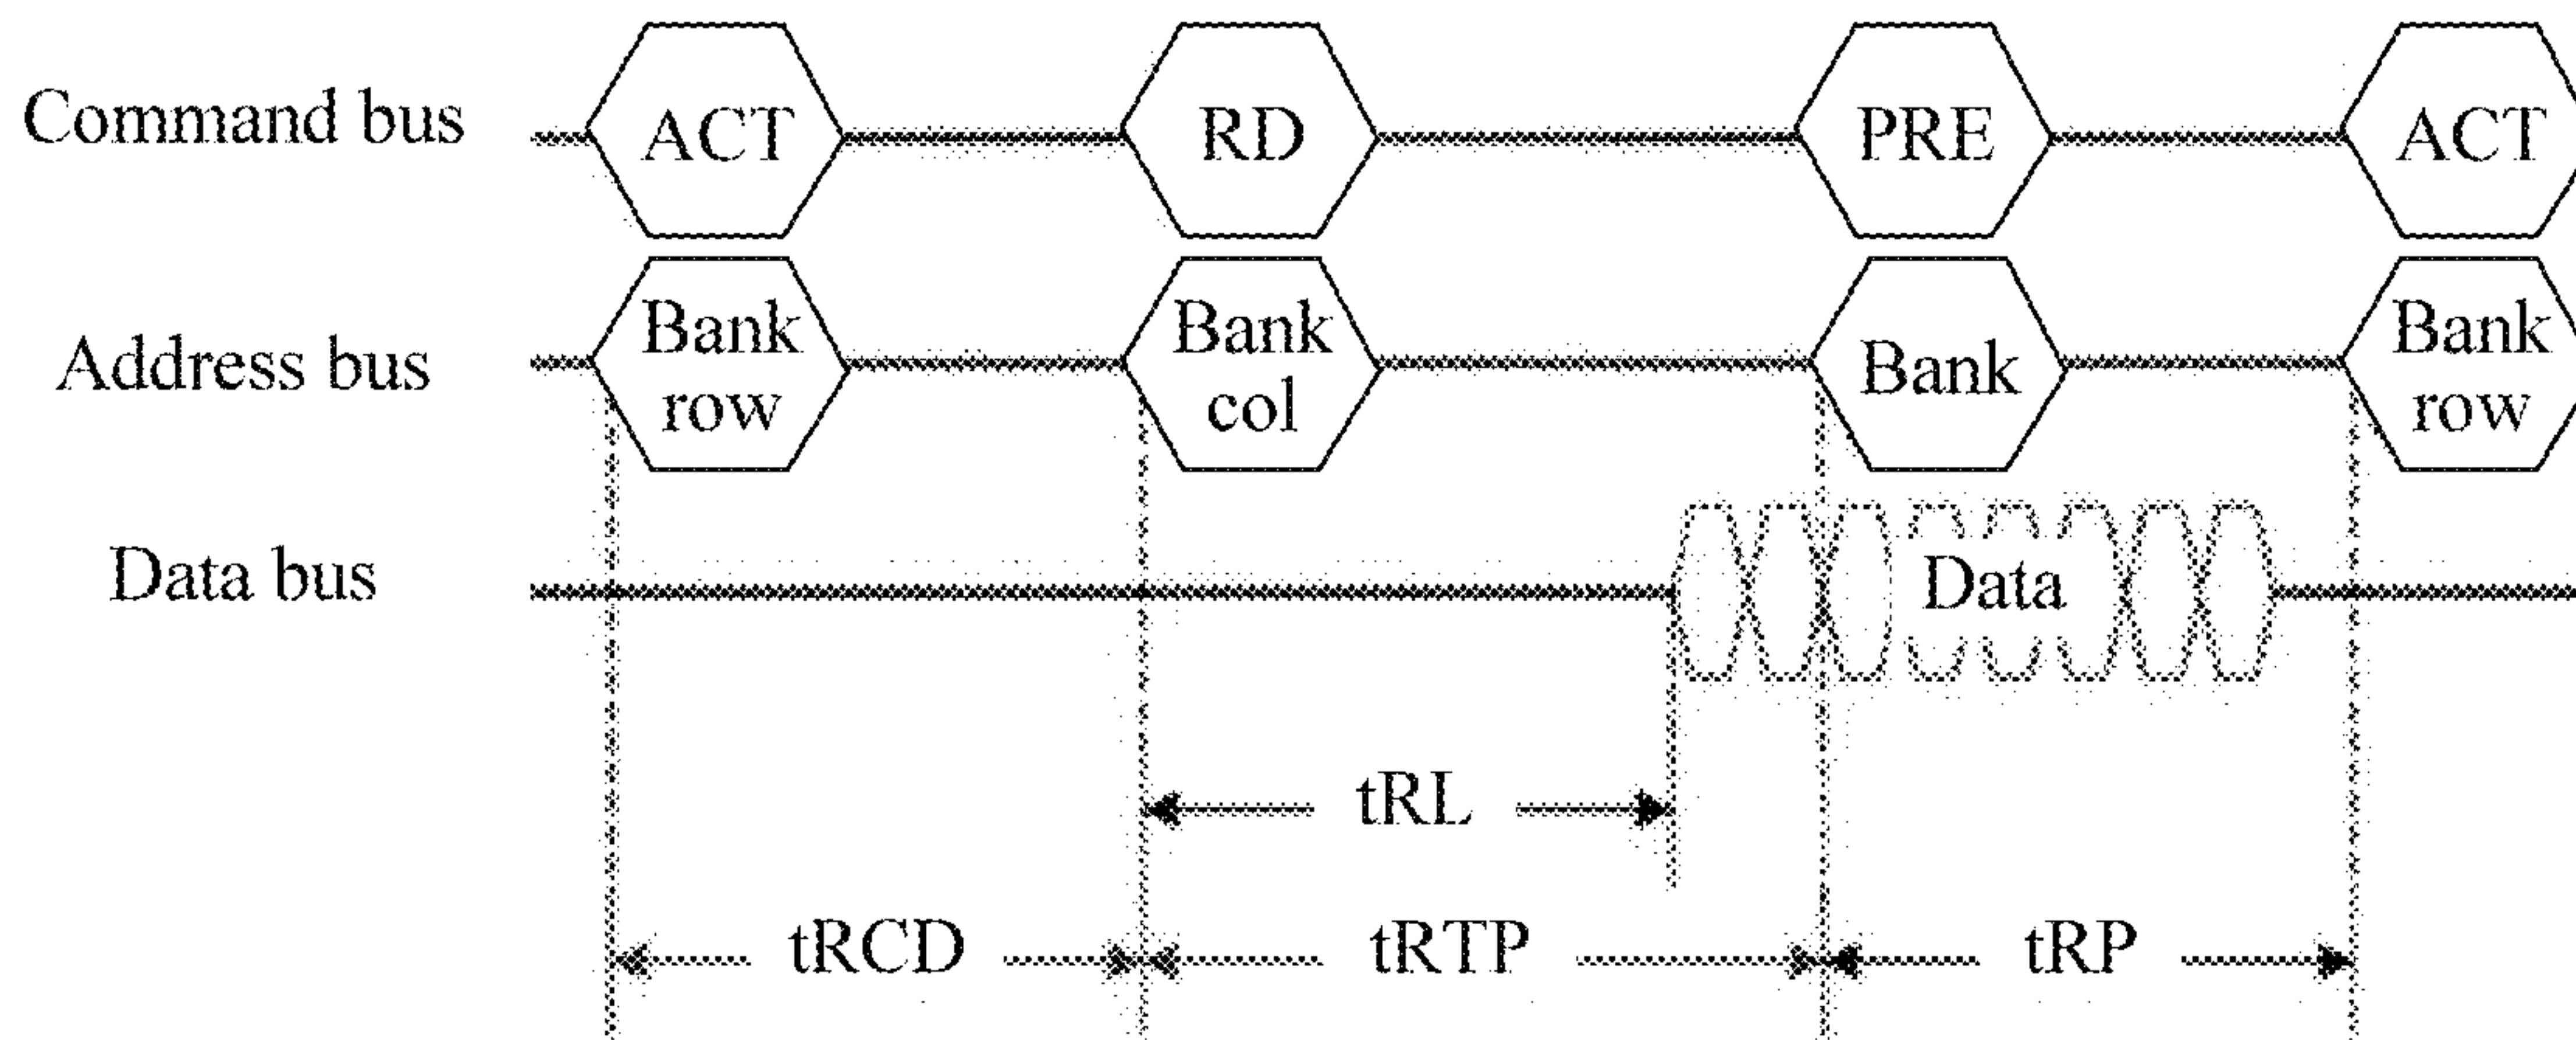 Command bus
ACT
RD
PRE
ACT
Address bus
Bank
row
Bank
col
Bank
Bank
row
Data bus
Data
tRL
tRCD
tRTP
tRP